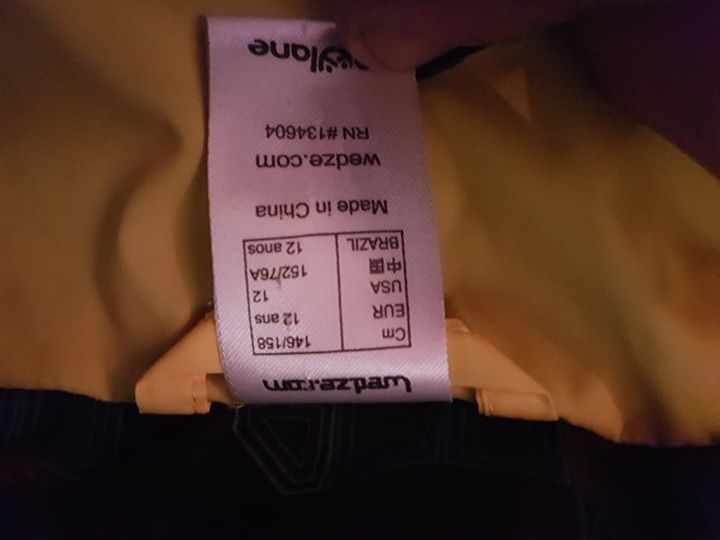 wedze.com
Cm 146/158
EUR 12 ans
USA 12
中国 152/76A
BRAZIL 12 anos
Made in China
wedze.com
RN #134604